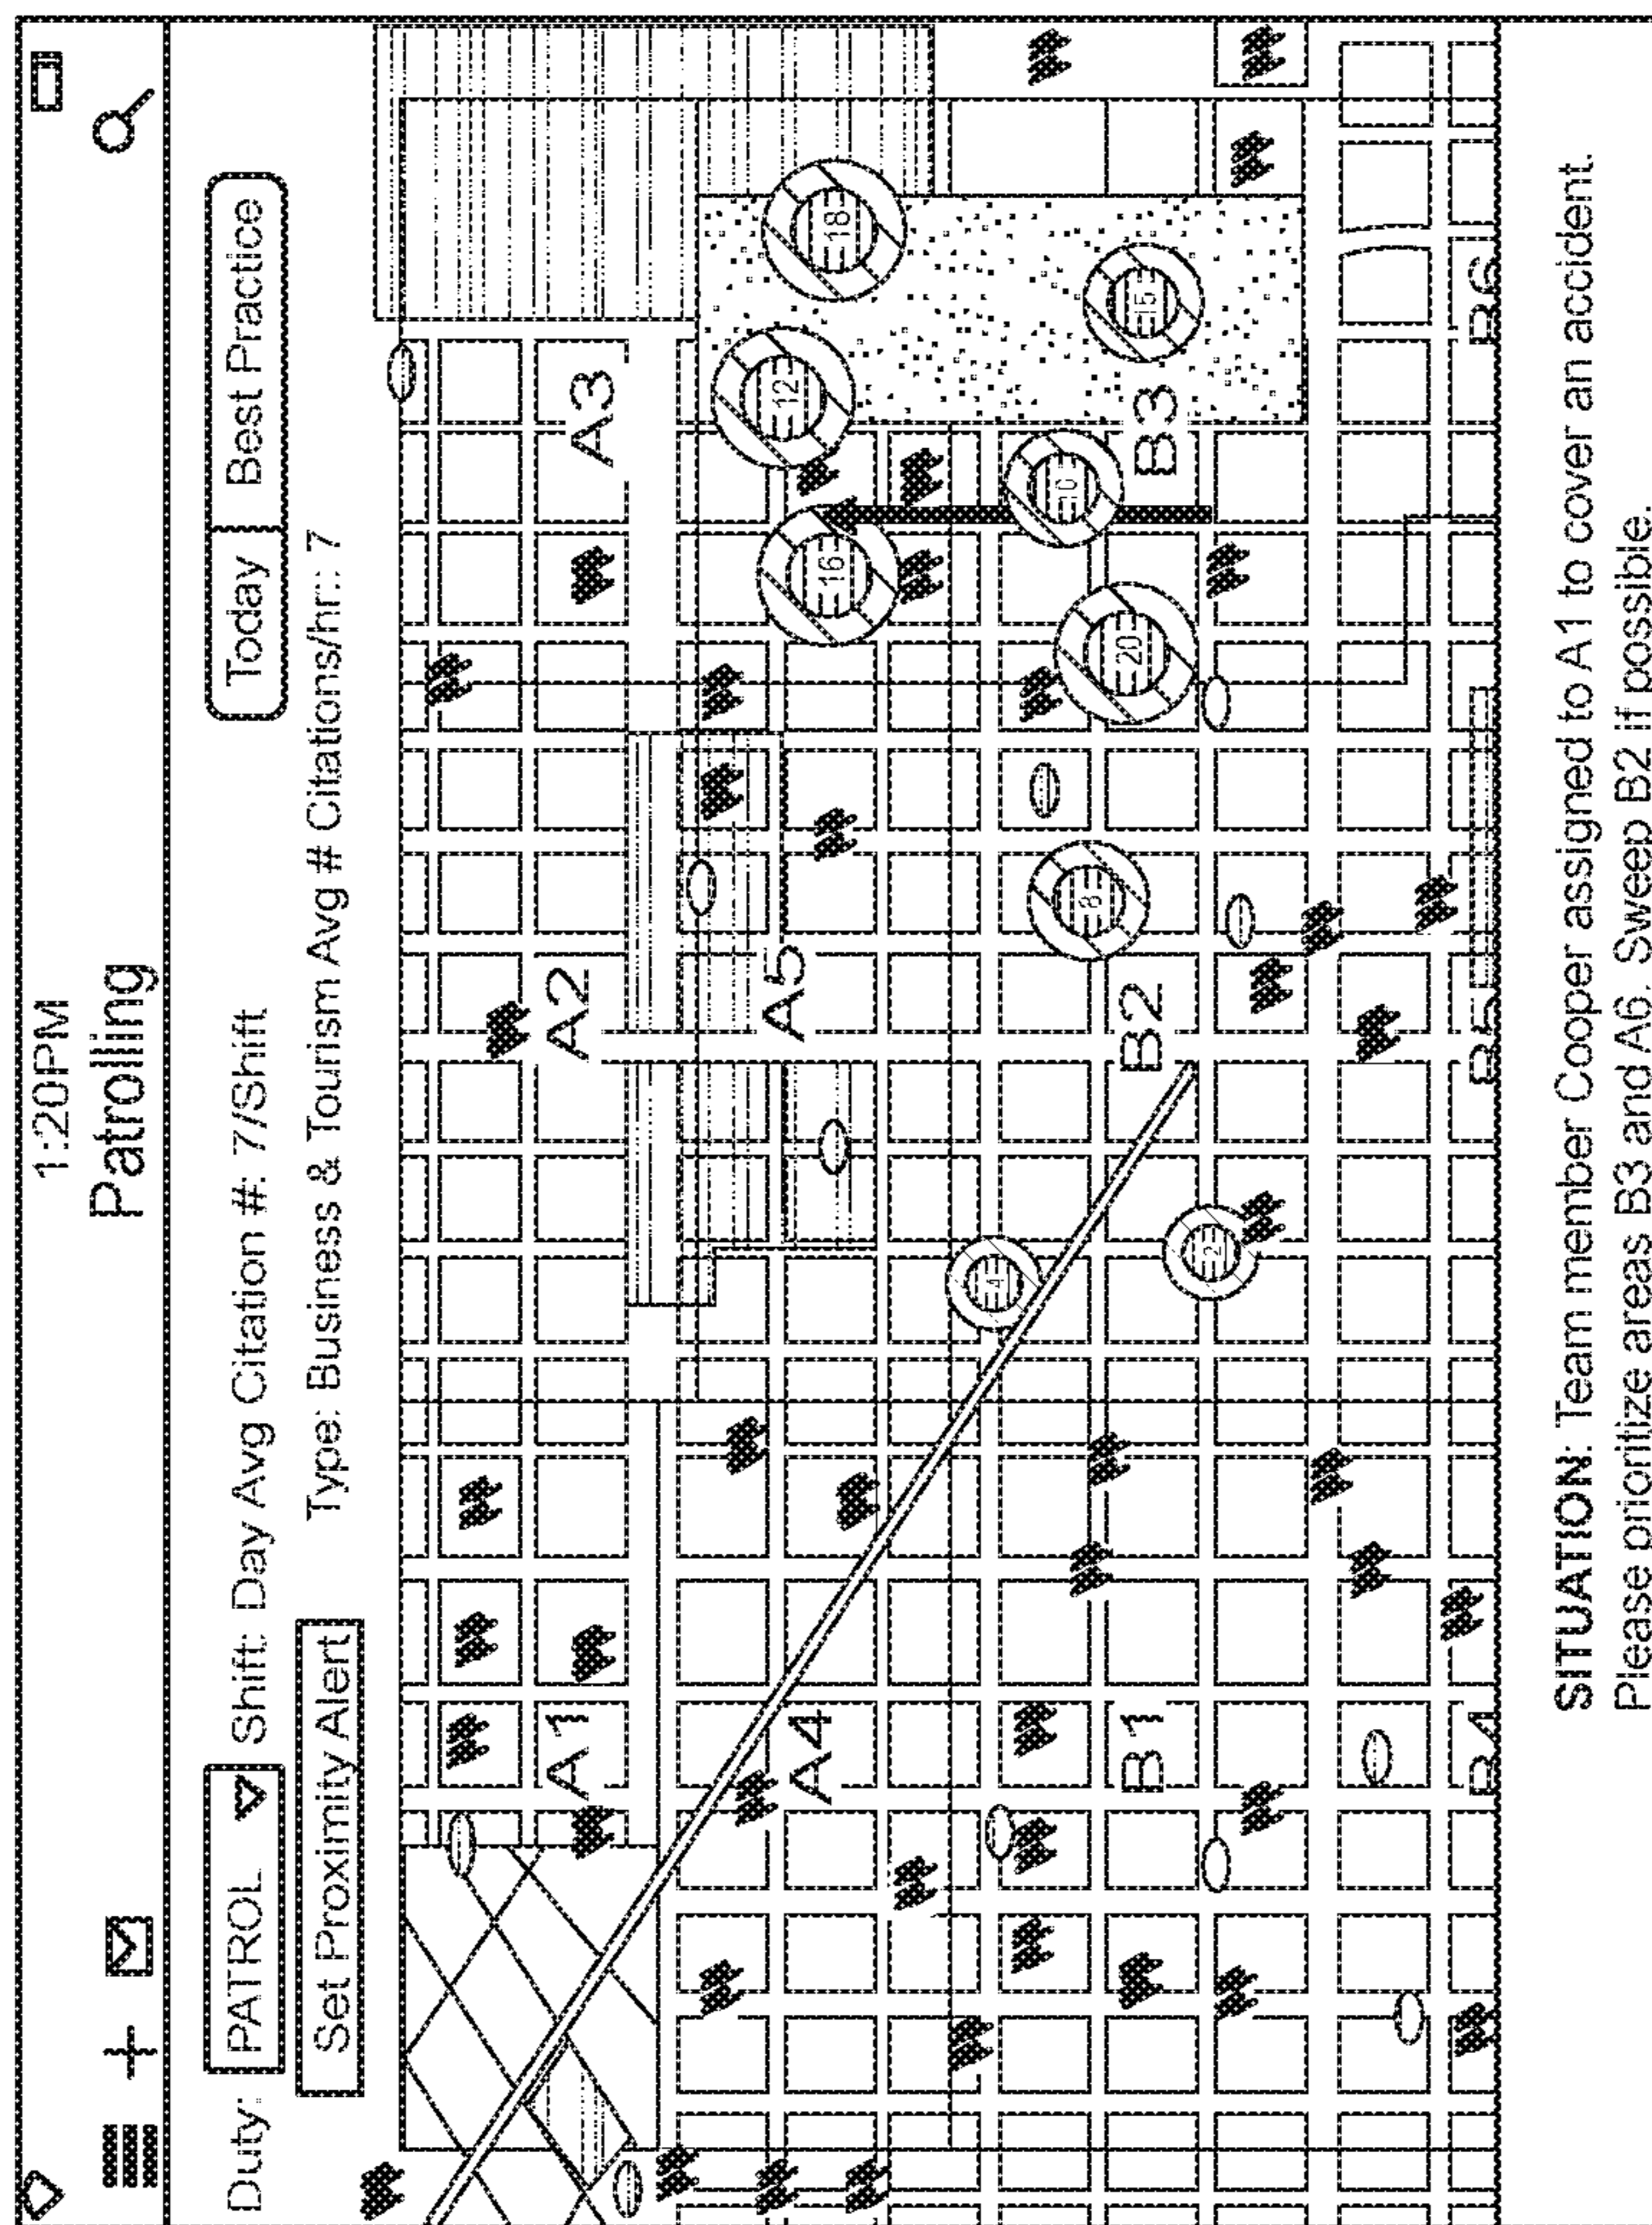 1:20PM
Patrolling
Duty: PATROL Shift: Day Avg Citation #: 7/Shift Today Best Practice
Set Proximity Alert Type: Business & Tourism Avg # Citations/hr.: 7
A1
A2
A3
12
18
16
A4
A5
4
10
15
20
8
B1
B2
B3
2
B4
B5
B6
SITUATION: Team member Cooper assigned to A1 to cover an accident.
Please prioritize areas B3 and A6. Sweep B2 if possible.